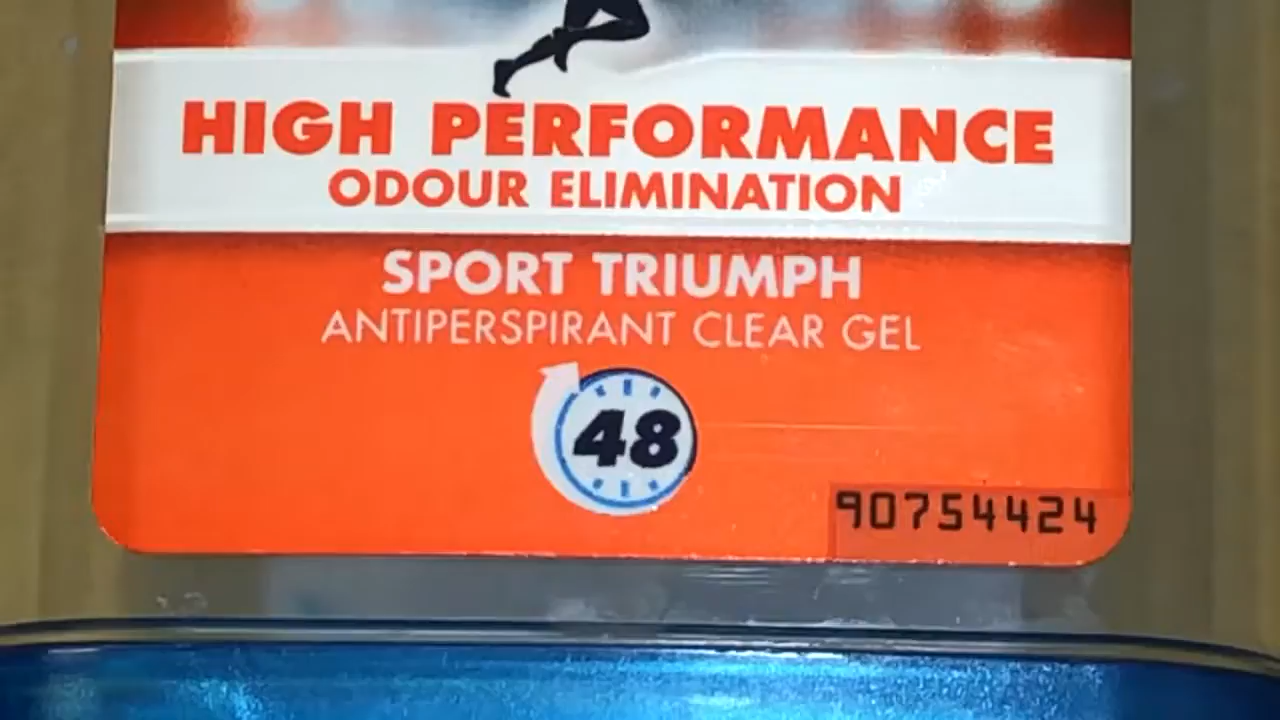 HIGH PERFORMANCE
ODOUR ELIMINATION
SPORT TRIUMPH
ANTIPERSPIRANT CLEAR GEL
48
90754424